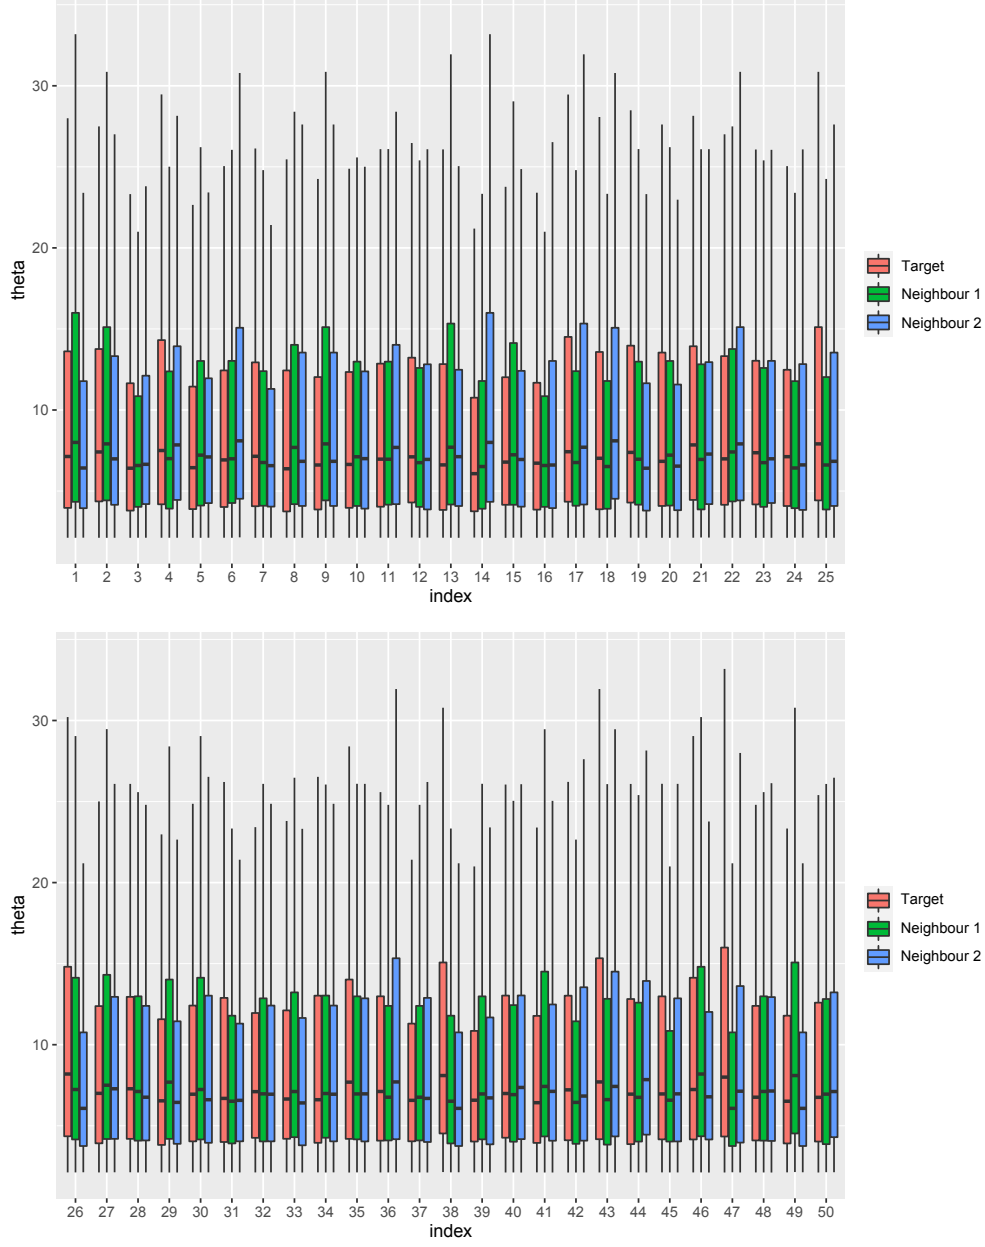 30
20
10
theta
1 2 3 4 5 6 7 8 9 10 11 12 13 14 15 16 17 18 19 20 21 22 23 24 25
index
Target
Neighbour 1
Neighbour 2
30
20
10
theta
26 27 28 29 30 31 32 33 34 35 36 37 38 39 40 41 42 43 44 45 46 47 48 49 50
index
Target
Neighbour 1
Neighbour 2